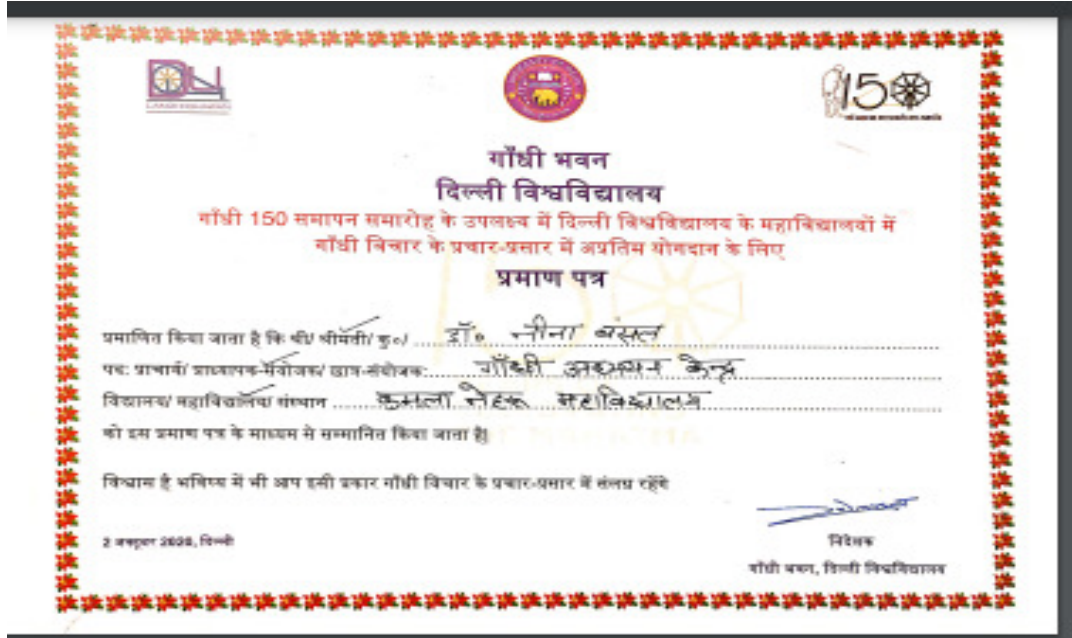 150
गाँधी भवन
दिल्ली विश्वविद्यालय
गाँधी 150 समापन समारोह के उपलक्ष्य में दिल्ली विश्वविद्यालय के महाविद्यालयों में
गाँधी विचार के प्रचार-प्रसार में अप्रतिम योगदान के लिए
प्रमाण पत्र
प्रमाणित किया जाता है कि श्री/ श्रीमती/ कु०/ डॉ० नीना बंसल
पद: प्राचार्य/ प्राध्यापक-संयोजक/ छात्र-संयोजक: गाँधी अध्ययन केन्द्र
विद्यालय/ महाविद्यालय/ संस्थान कमला नेहरू महाविद्यालय
को इस प्रमाण पत्र के माध्यम से सम्मानित किया जाता है|
विश्वास है भविष्य में भी आप इसी प्रकार गाँधी विचार के प्रचार-प्रसार में संलग्न रहेंगे
2 अक्टूबर 2020, दिल्ली
निदेशक
गाँधी भवन, दिल्ली विश्वविद्यालय